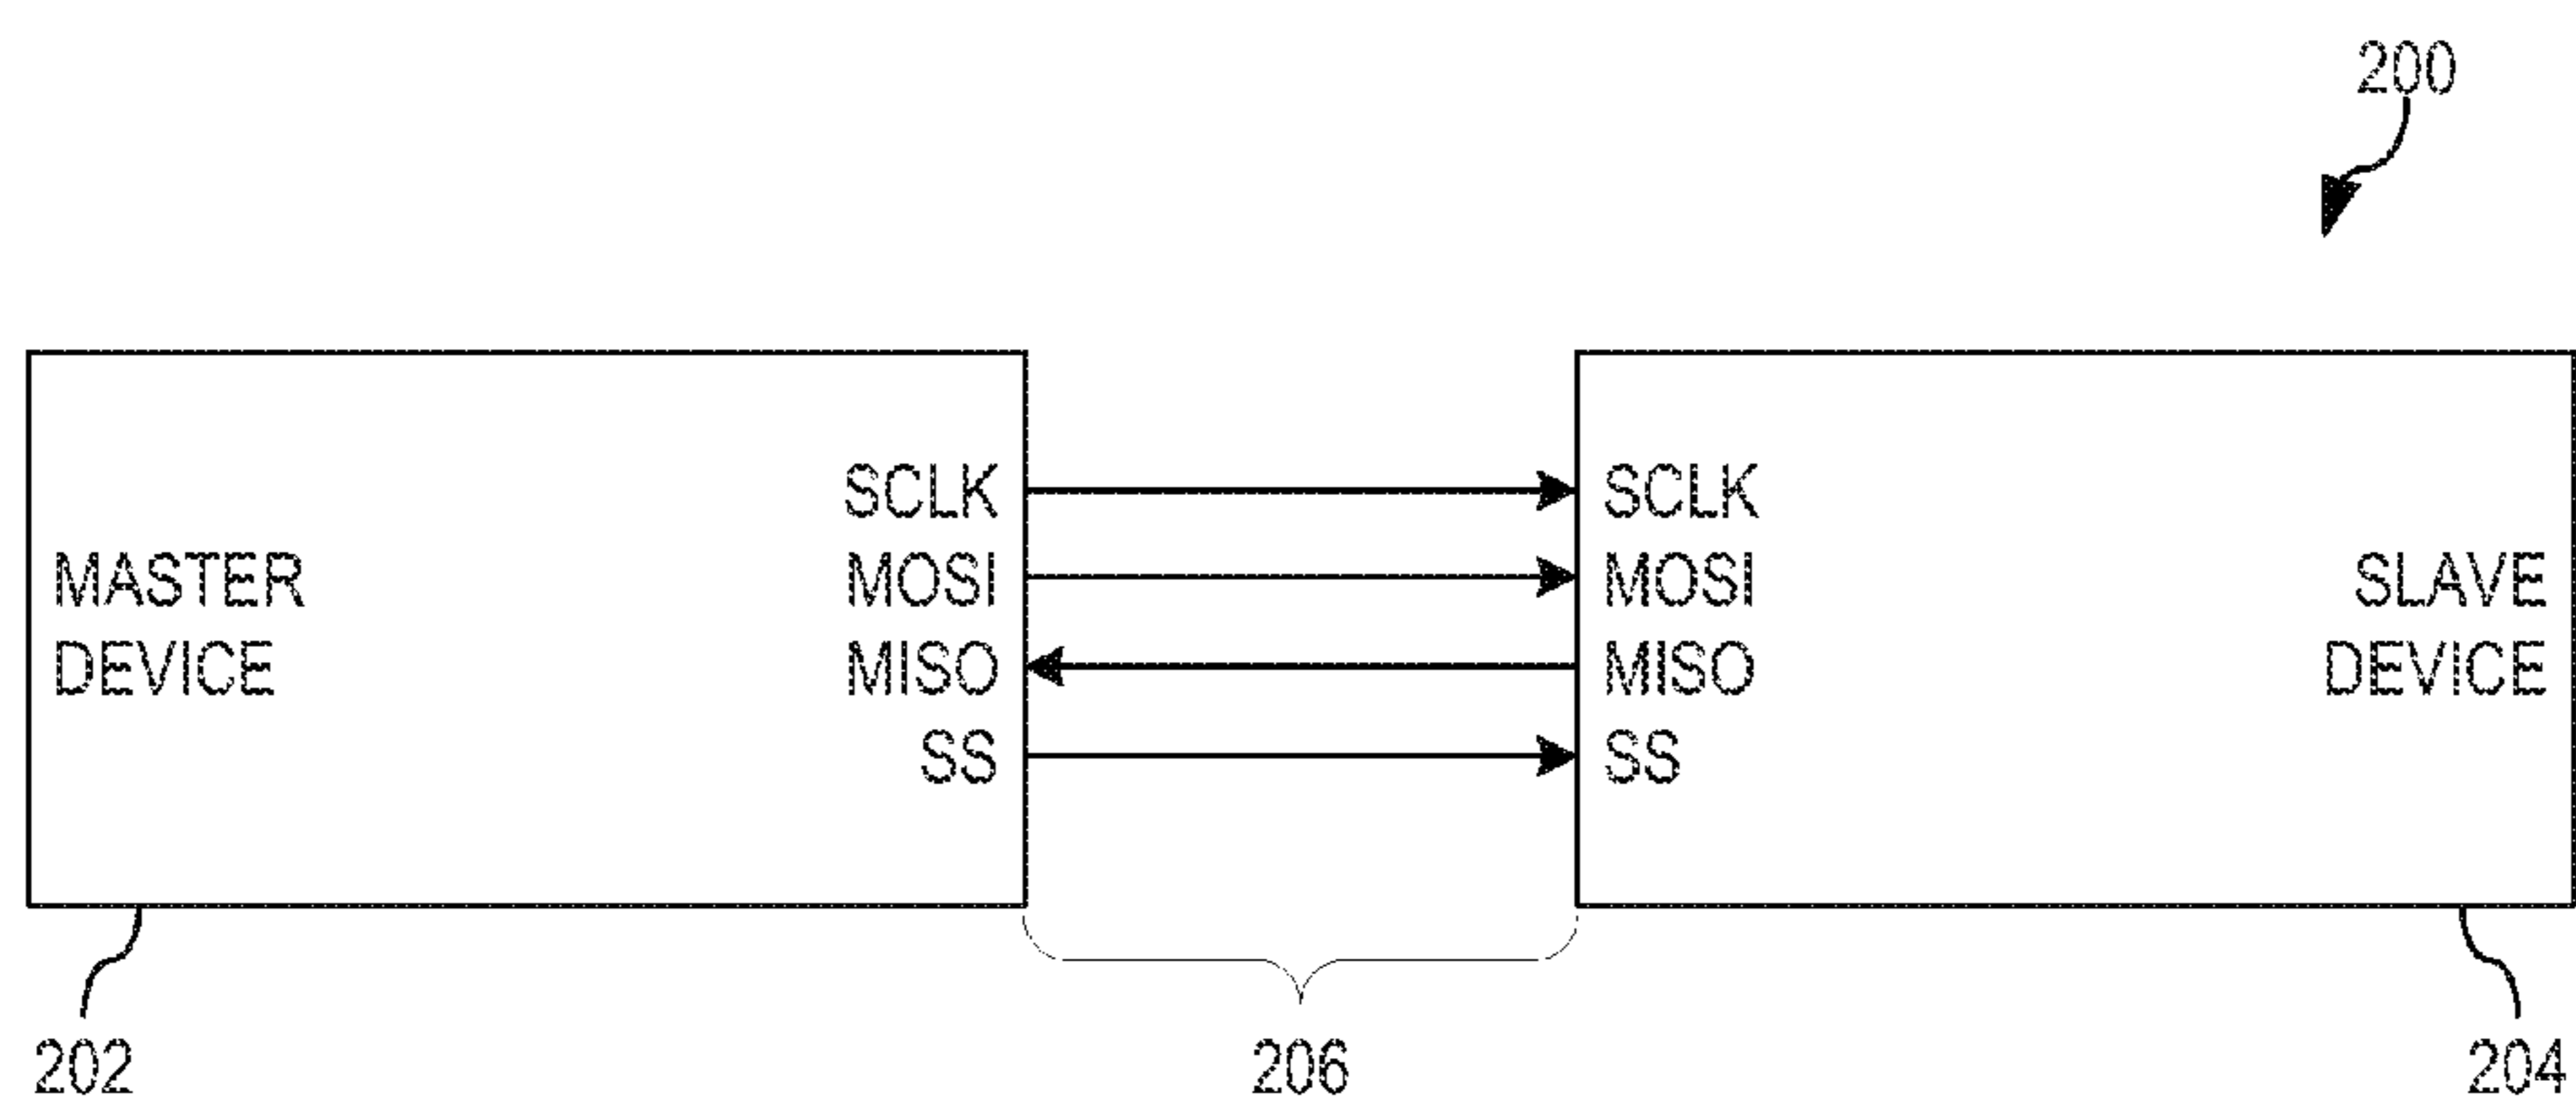 200
MASTER
DEVICE
SCLK
MOSI
MISO
SS
SCLK
MOSI
MISO
SS
SLAVE
DEVICE
202
206
204